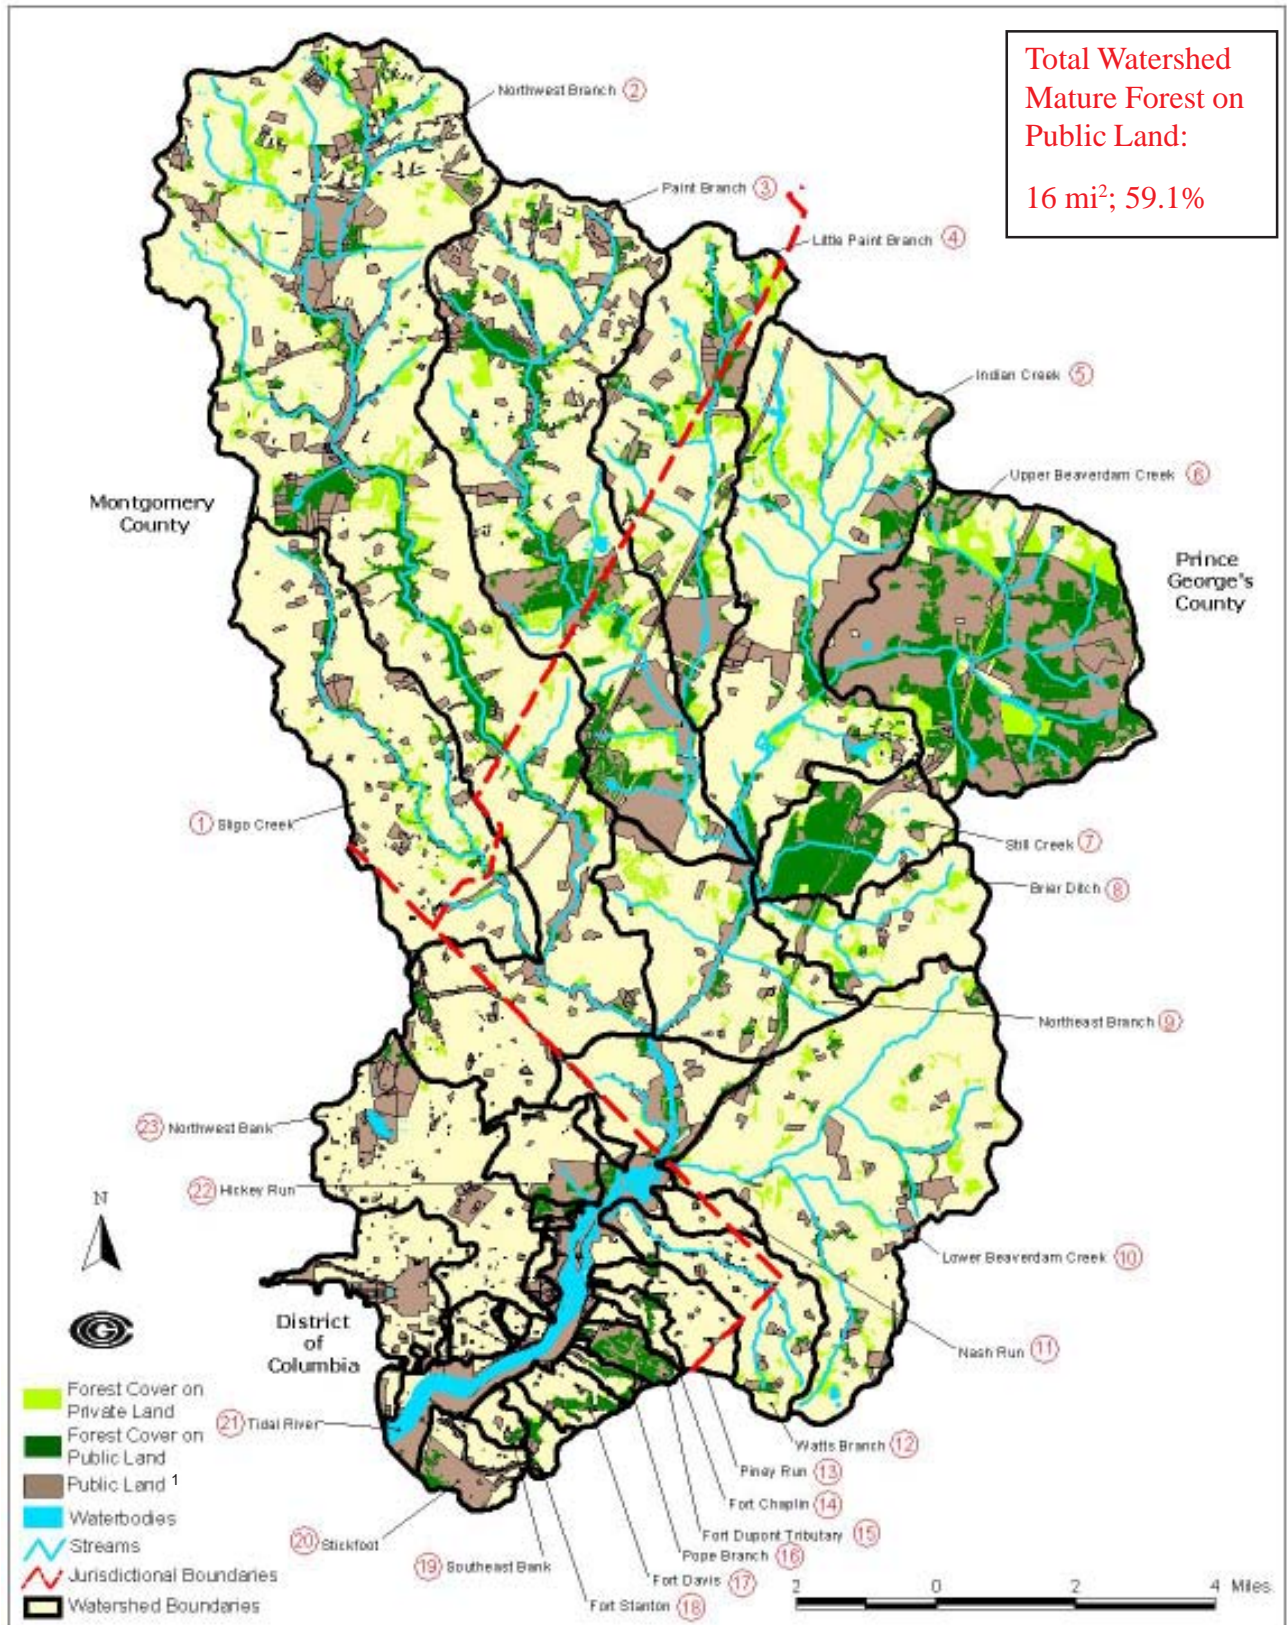 Total Watershed
Mature Forest on
Public Land:
16 mi²; 59.1%
Northwest Branch 2
Paint Branch 3
Little Paint Branch 4
Indian Creek 5
Upper Beaverdam Creek 6
Montgomery
County
Prince
George's
County
1 Sligo Creek
Still Creek 7
Brier Ditch 8
Northeast Branch 9
23 Northwest Bank
22 Hickey Run
N
Lower Beaverdam Creek 10
District
of
Columbia
Nash Run 11
COG
Forest Cover on
Private Land
Forest Cover on
Public Land
Public Land 1
Waterbodies
Streams
Jurisdictional Boundaries
Watershed Boundaries
21 Tidal River
Watts Branch 12
Piney Run 13
Fort Chaplin 14
Fort Dupont Tributary 15
Pope Branch 16
Fort Davis 17
Fort Stanton 18
19 Southeast Bank
20 Stickfoot
2 0 2 4 Miles